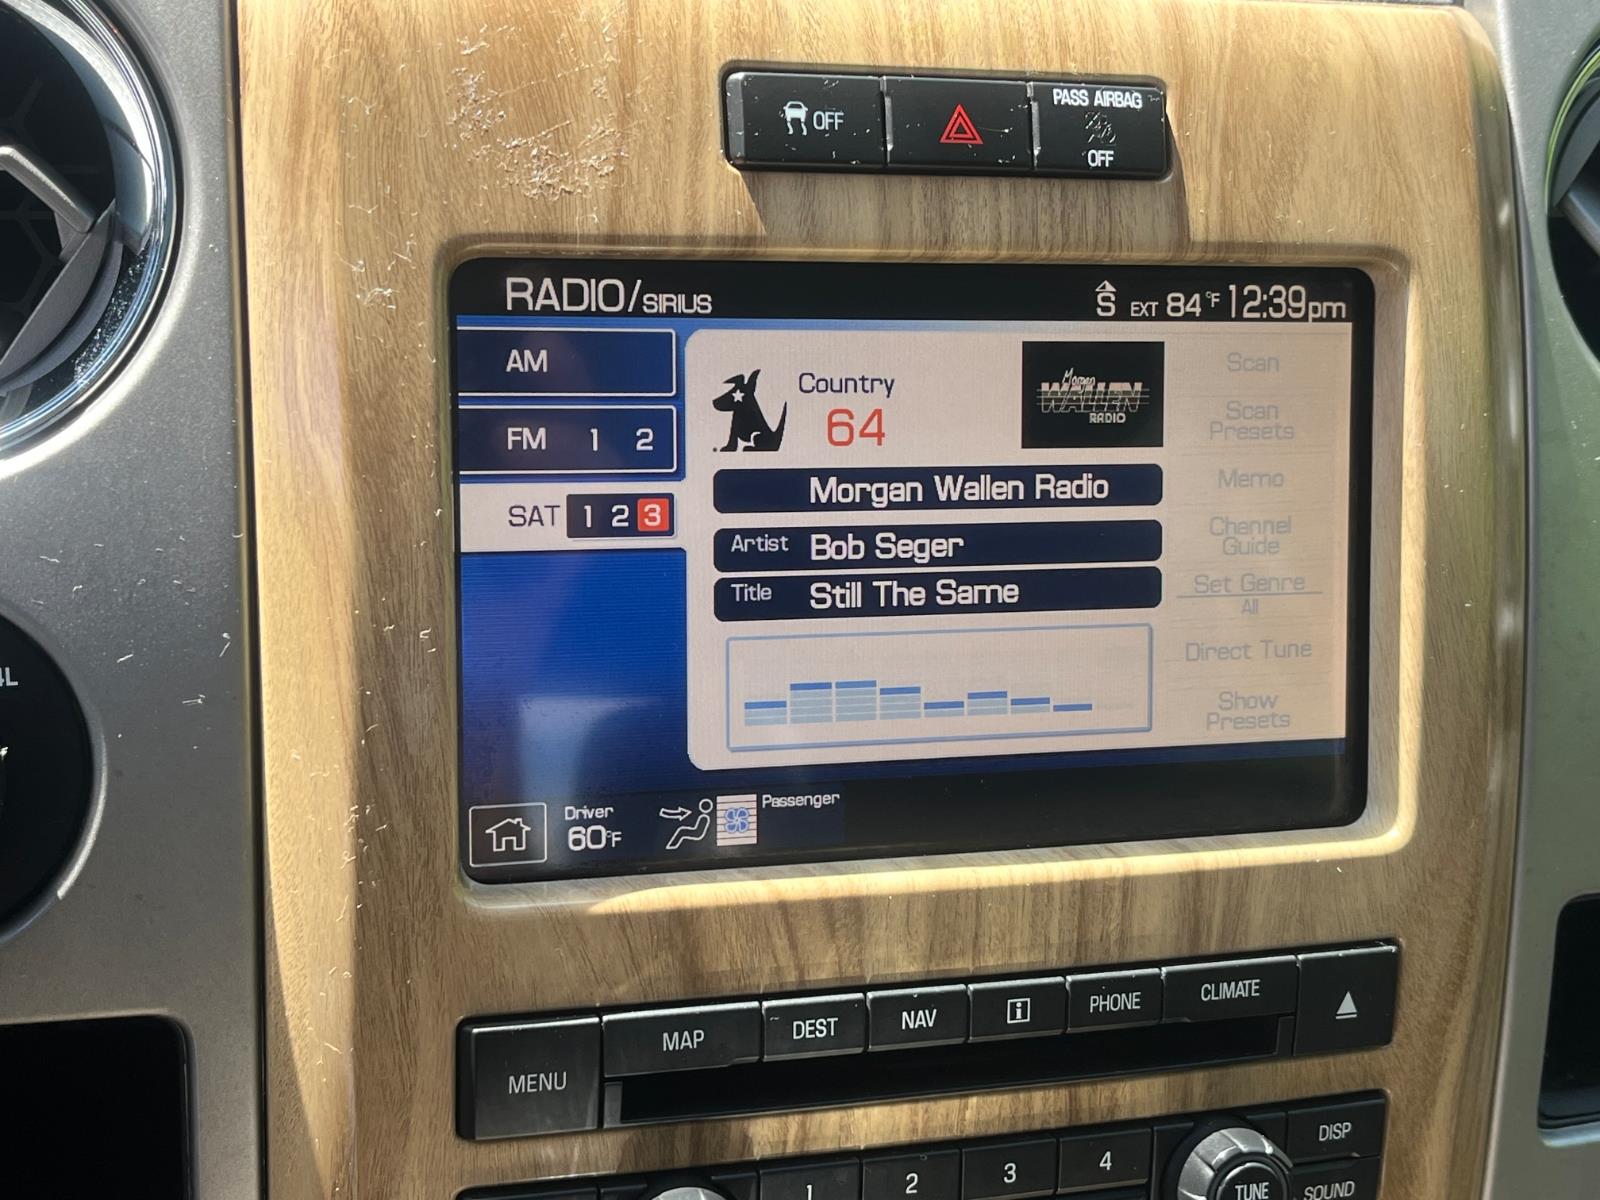 OFF
PASS AIRBAG
OFF
RADIO/SIRIUS
S EXT 84°F 12:39pm
AM
FM 1 2
SAT 1 2 3
Country
64
Morgan
WALLEN
RADIO
Morgan Wallen Radio
Artist Bob Seger
Title Still The Same
Scan
Scan
Presets
Memo
Channel
Guide
Set Genre
All
Direct Tune
Show
Presets
Driver
60°F
Passenger
4L
MENU
MAP
DEST
NAV
i
PHONE
CLIMATE
1
2
3
4
TUNE
DISP
SOUND